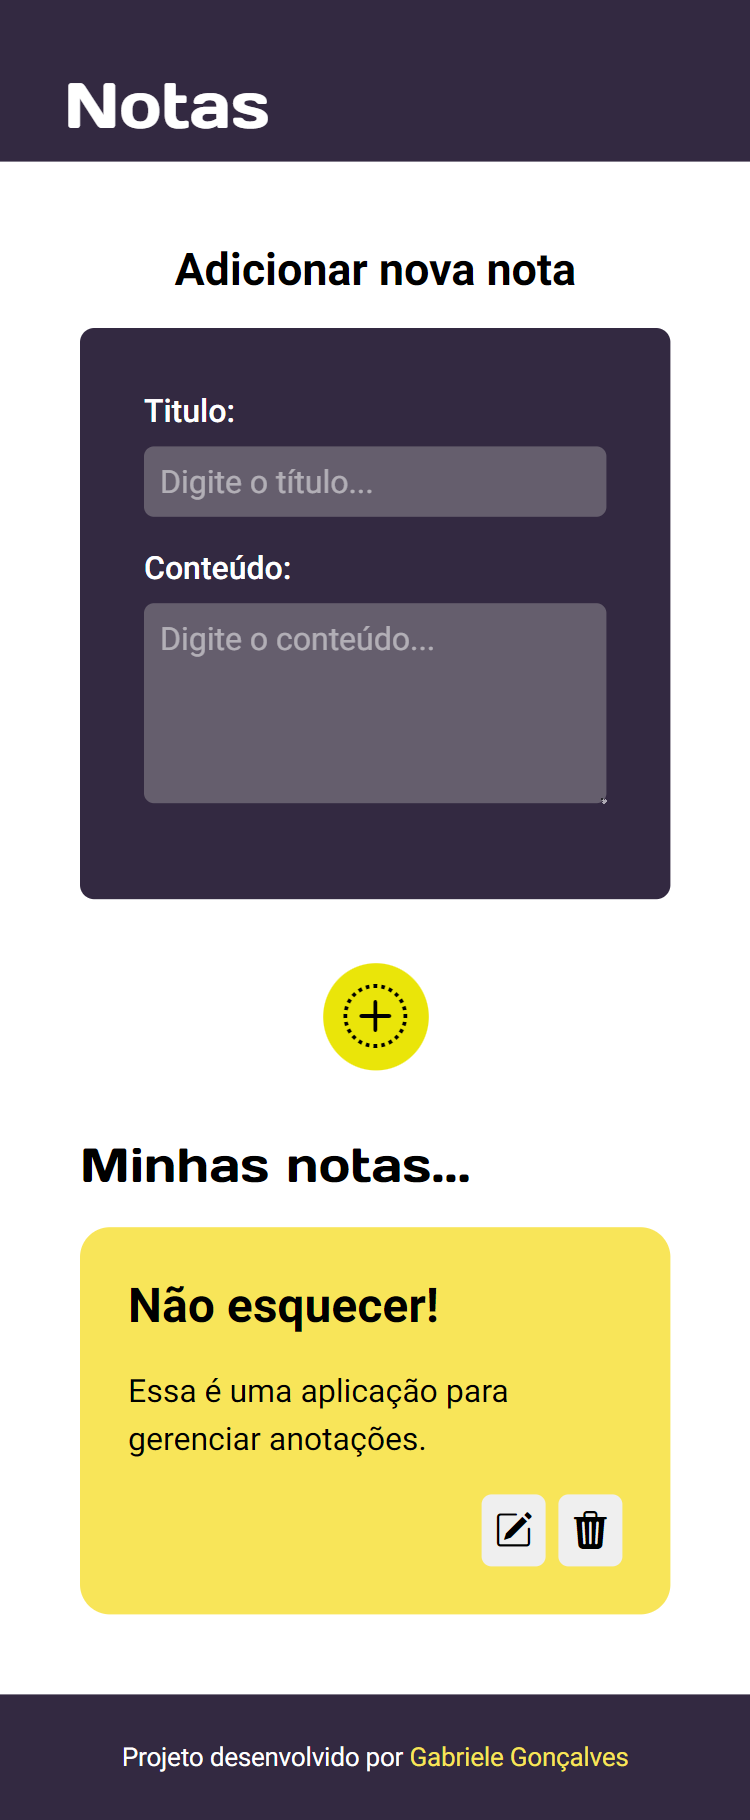 Notas
Adicionar nova nota
Titulo:
Digite o título...
Conteúdo:
Digite o conteúdo...
Minhas notas...
Não esquecer!
Essa é uma aplicação para
gerenciar anotações.
Projeto desenvolvido por Gabriele Gonçalves